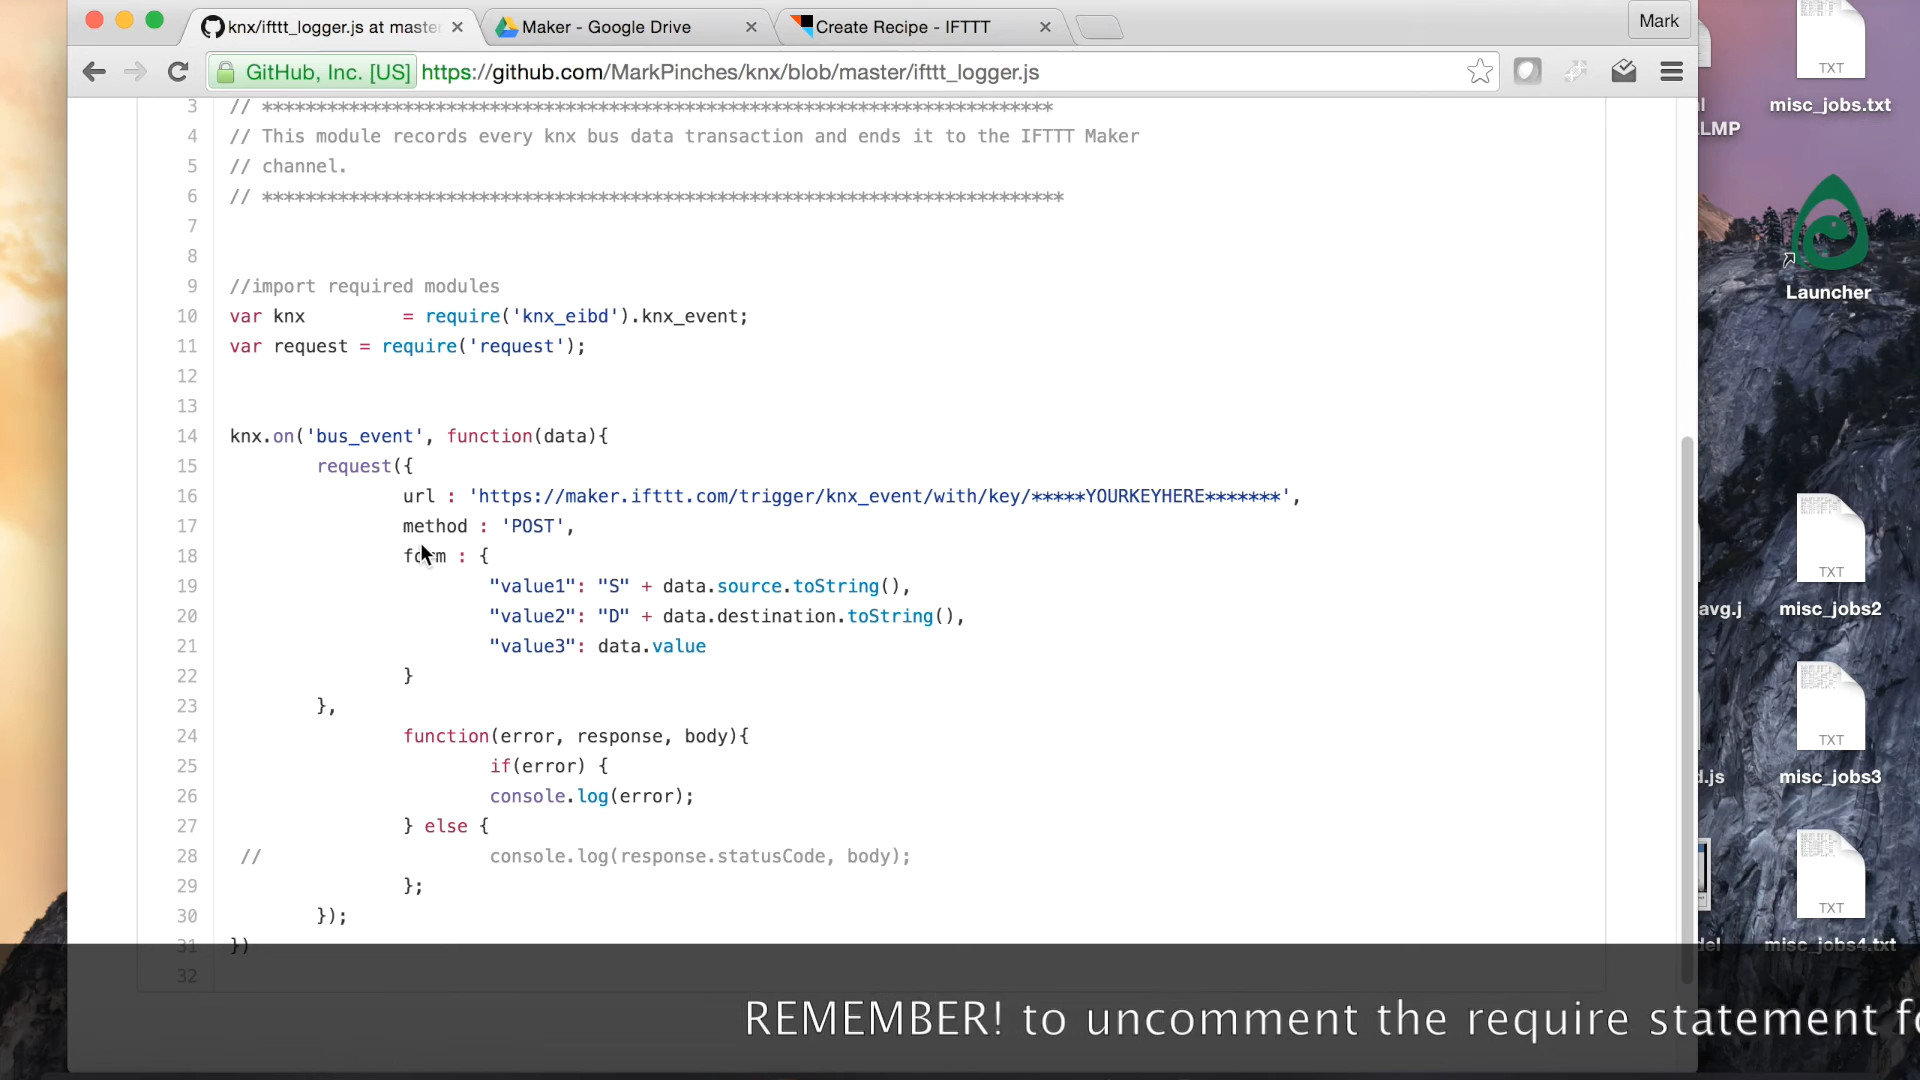 knx/ifttt_logger.js at master
Maker - Google Drive
Create Recipe - IFTTT
Mark
GitHub, Inc. [US]
https://github.com/MarkPinches/knx/blob/master/ifttt_logger.js
3 // *************************************************************************
4 // This module records every knx bus data transaction and ends it to the IFTTT Maker
5 // channel.
6 // **************************************************************************
7
8
9 //import required modules
10 var knx = require('knx_eibd').knx_event;
11 var request = require('request');
12
13
14 knx.on('bus_event', function(data){
15 request({
16 url : 'https://maker.ifttt.com/trigger/knx_event/with/key/*****YOURKEYHERE*******',
17 method : 'POST',
18 form : {
19 "value1": "S" + data.source.toString(),
20 "value2": "D" + data.destination.toString(),
21 "value3": data.value
22 }
23 },
24 function(error, response, body){
25 if(error) {
26 console.log(error);
27 } else {
28 // console.log(response.statusCode, body);
29 };
30 });
31 })
32
misc_jobs.txt
LMP
Launcher
TXT
misc_jobs2
avg.j
TXT
misc_jobs3
d.js
TXT
misc_jobs4.txt
del
TXT
REMEMBER! to uncomment the require statement fo